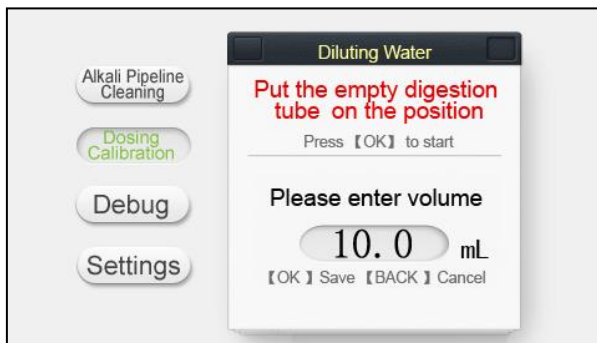 Alkali Pipeline
Cleaning
Dosing
Calibration
Debug
Settings
Diluting Water
Put the empty digestion
tube on the position
Press【OK】to start
Please enter volume
10.0 mL
【OK】Save【BACK】Cancel